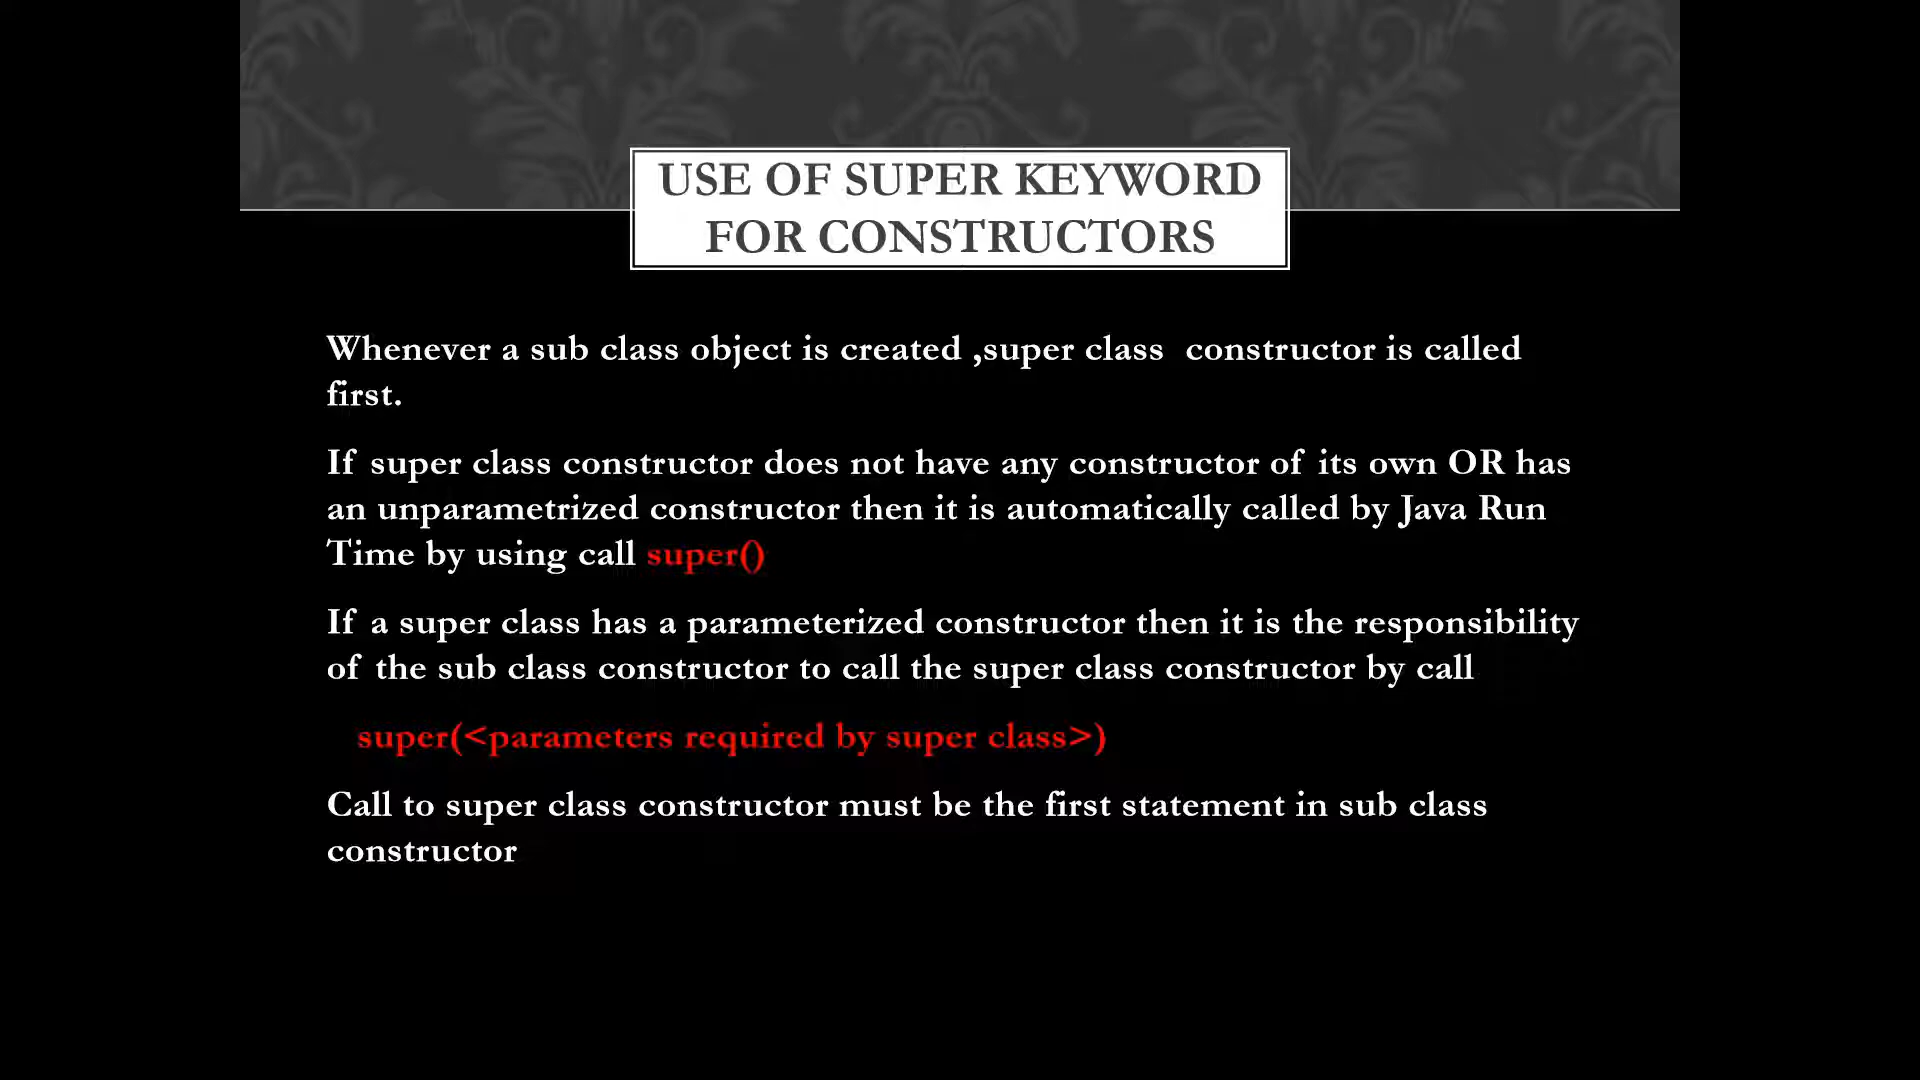 USE OF SUPER KEYWORD
FOR CONSTRUCTORS
Whenever a sub class object is created ,super class  constructor is called
first.
If super class constructor does not have any constructor of its own OR has
an unparametrized constructor then it is automatically called by Java Run
Time by using call super()
If a super class has a parameterized constructor then it is the responsibility
of the sub class constructor to call the super class constructor by call
super(<parameters required by super class>)
Call to super class constructor must be the first statement in sub class
constructor